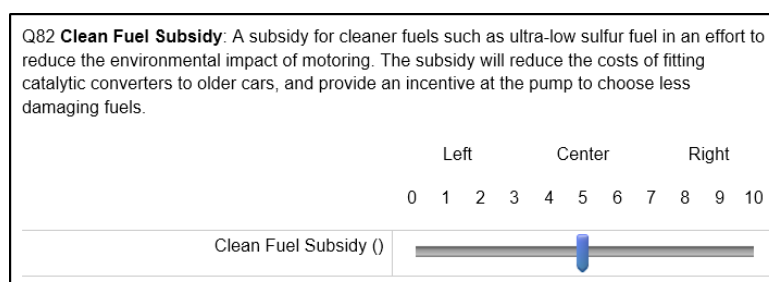 Q82 Clean Fuel Subsidy: A subsidy for cleaner fuels such as ultra-low sulfur fuel in an effort to
reduce the environmental impact of motoring. The subsidy will reduce the costs of fitting
catalytic converters to older cars, and provide an incentive at the pump to choose less
damaging fuels.
Left Center Right
0 1 2 3 4 5 6 7 8 9 10
Clean Fuel Subsidy ()